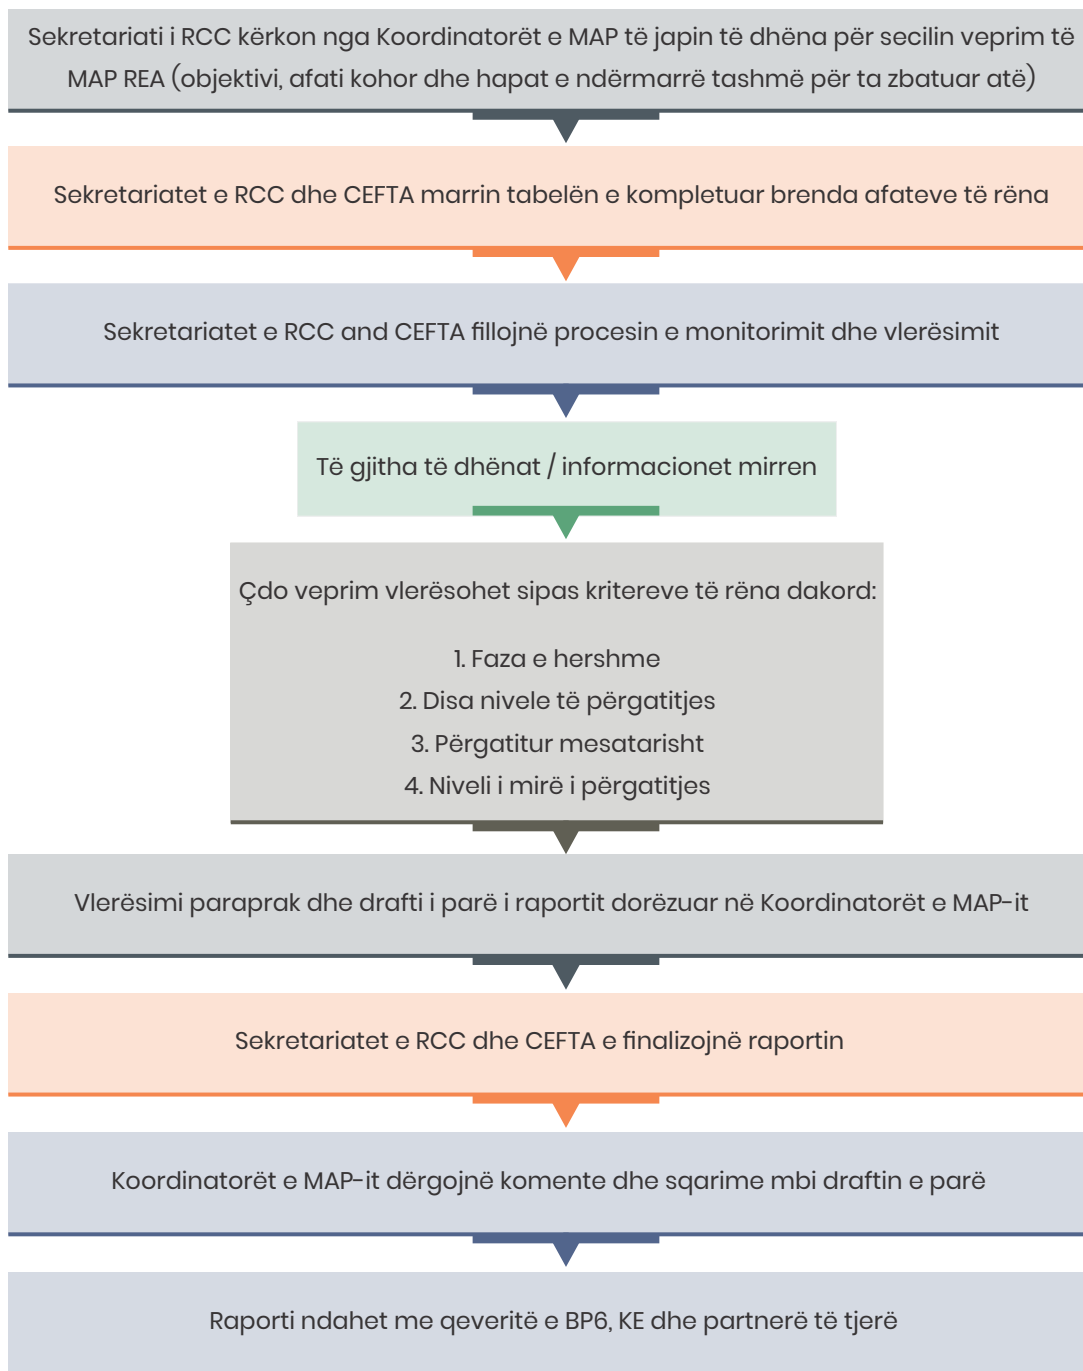 Sekretariati i RCC kërkon nga Koordinatorët e MAP të japin të dhëna për secilin veprim të
MAP REA (objektivi, afati kohor dhe hapat e ndërmarrë tashmë për ta zbatuar atë)
Sekretariatet e RCC dhe CEFTA marrin tabelën e kompletuar brenda afateve të rëna
Sekretariatet e RCC and CEFTA fillojnë procesin e monitorimit dhe vlerësimit
Të gjitha të dhënat / informacionet mirren
Çdo veprim vlerësohet sipas kritereve të rëna dakord:
1. Faza e hershme
2. Disa nivele të përgatitjes
3. Përgatitur mesatarisht
4. Niveli i mirë i përgatitjes
Vlerësimi paraprak dhe drafti i parë i raportit dorëzuar në Koordinatorët e MAP-it
Sekretariatet e RCC dhe CEFTA e finalizojnë raportin
Koordinatorët e MAP-it dërgojnë komente dhe sqarime mbi draftin e parë
Raporti ndahet me qeveritë e BP6, KE dhe partnerë të tjerë